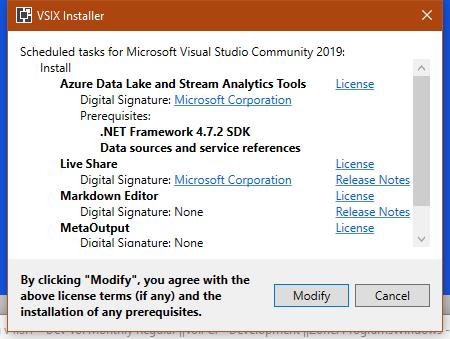 VSIX Installer
Scheduled tasks for Microsoft Visual Studio Community 2019:
Install
Azure Data Lake and Stream Analytics Tools License
Digital Signature: Microsoft Corporation
Prerequisites:
.NET Framework 4.7.2 SDK
Data sources and service references
Live Share License
Digital Signature: Microsoft Corporation Release Notes
Markdown Editor License
Digital Signature: None Release Notes
MetaOutput License
Digital Signature: None
By clicking "Modify", you agree with the
above license terms (if any) and the
installation of any prerequisites.
Modify Cancel